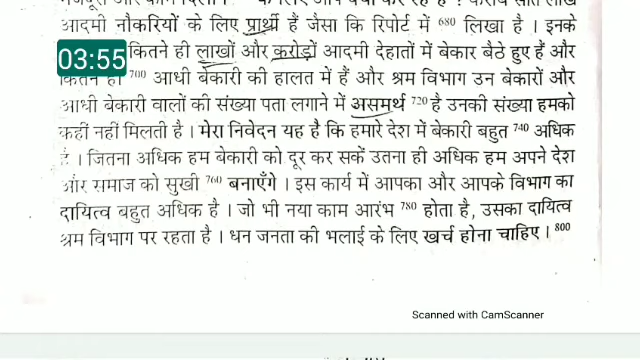 आदमी नौकरियों के लिए प्रार्थी हैं जैसा कि रिपोर्ट में 680 लिखा है । इनके
कितने ही लाखों और करोड़ों आदमी देहातों में बेकार बैठे हुए हैं और
03:55
कितने ही 700 आधी बेकारी की हालत में हैं और श्रम विभाग उन बेकारों और
आधी बेकारी वालों की संख्या पता लगाने में असमर्थ 720 है उनकी संख्या हमको
कहीं नहीं मिलती है । मेरा निवेदन यह है कि हमारे देश में बेकारी बहुत 740 अधिक
है । जितना अधिक हम बेकारी को दूर कर सकें उतना ही अधिक हम अपने देश
और समाज को सुखी 760 बनाएँगे । इस कार्य में आपका और आपके विभाग का
दायित्व बहुत अधिक है । जो भी नया काम आरंभ 780 होता है, उसका दायित्व
श्रम विभाग पर रहता है । धन जनता की भलाई के लिए खर्च होना चाहिए । 800
Scanned with CamScanner